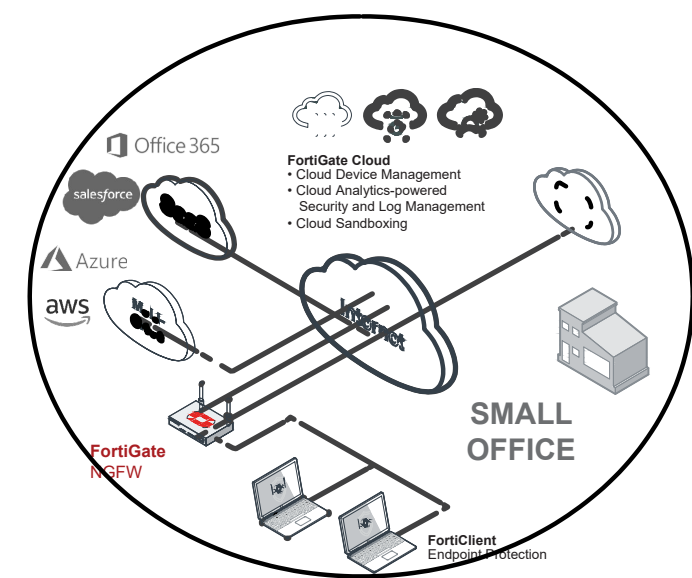 Office 365
salesforce
Azure
aws
FortiGate Cloud
• Cloud Device Management
• Cloud Analytics-powered
Security and Log Management
• Cloud Sandboxing
Internet
SMALL
OFFICE
FortiGate
NGFW
FortiClient
Endpoint Protection